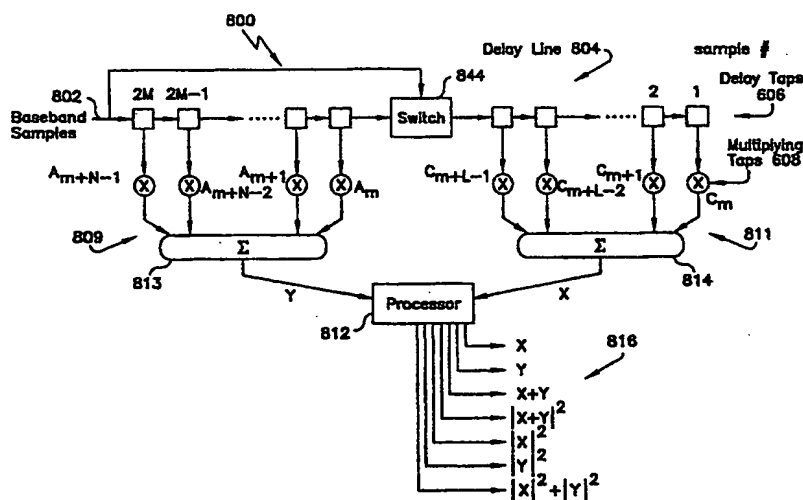 800
Delay Line 804
sample #
844
802
2M
2M-1
2
1
Delay Taps
606
Baseband
Samples
Switch
Multiplying
Taps 608
A_{m+N-1}
A_{m+N-2}
A_{m+1}
A_m
C_{m+L-1}
C_{m+L-2}
C_{m+1}
C_m
X
X
X
X
X
X
X
X
809
Σ
Σ
811
813
814
Y
X
Processor
812
816
X
Y
X+Y
|X+Y|²
|X|²
|Y|²
|X|²+|Y|²